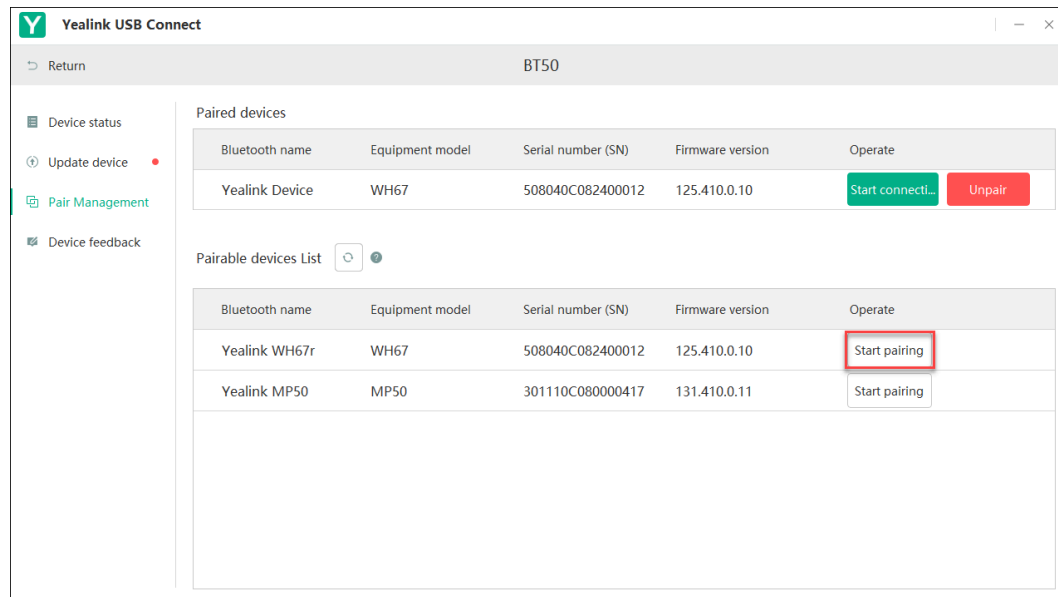 Y Yealink USB Connect
Return
BT50
Device status
Update device
Pair Management
Device feedback
Paired devices
Bluetooth name Equipment model Serial number (SN) Firmware version Operate
Yealink Device WH67 508040C082400012 125.410.0.10 Start connecti... Unpair
Pairable devices List ?
Bluetooth name Equipment model Serial number (SN) Firmware version Operate
Yealink WH67r WH67 508040C082400012 125.410.0.10 Start pairing
Yealink MP50 MP50 301110C080000417 131.410.0.11 Start pairing